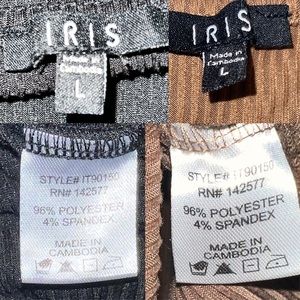 IRIS
L
IRIS
Made in
Cambodia
L
STYLE# IT90150
RN# 142577
96% POLYESTER
4% SPANDEX
MADE IN
CAMBODIA
STYLE# IT90150
RN# 142577
96% POLYESTER
4% SPANDEX
MADE IN
CAMBODIA